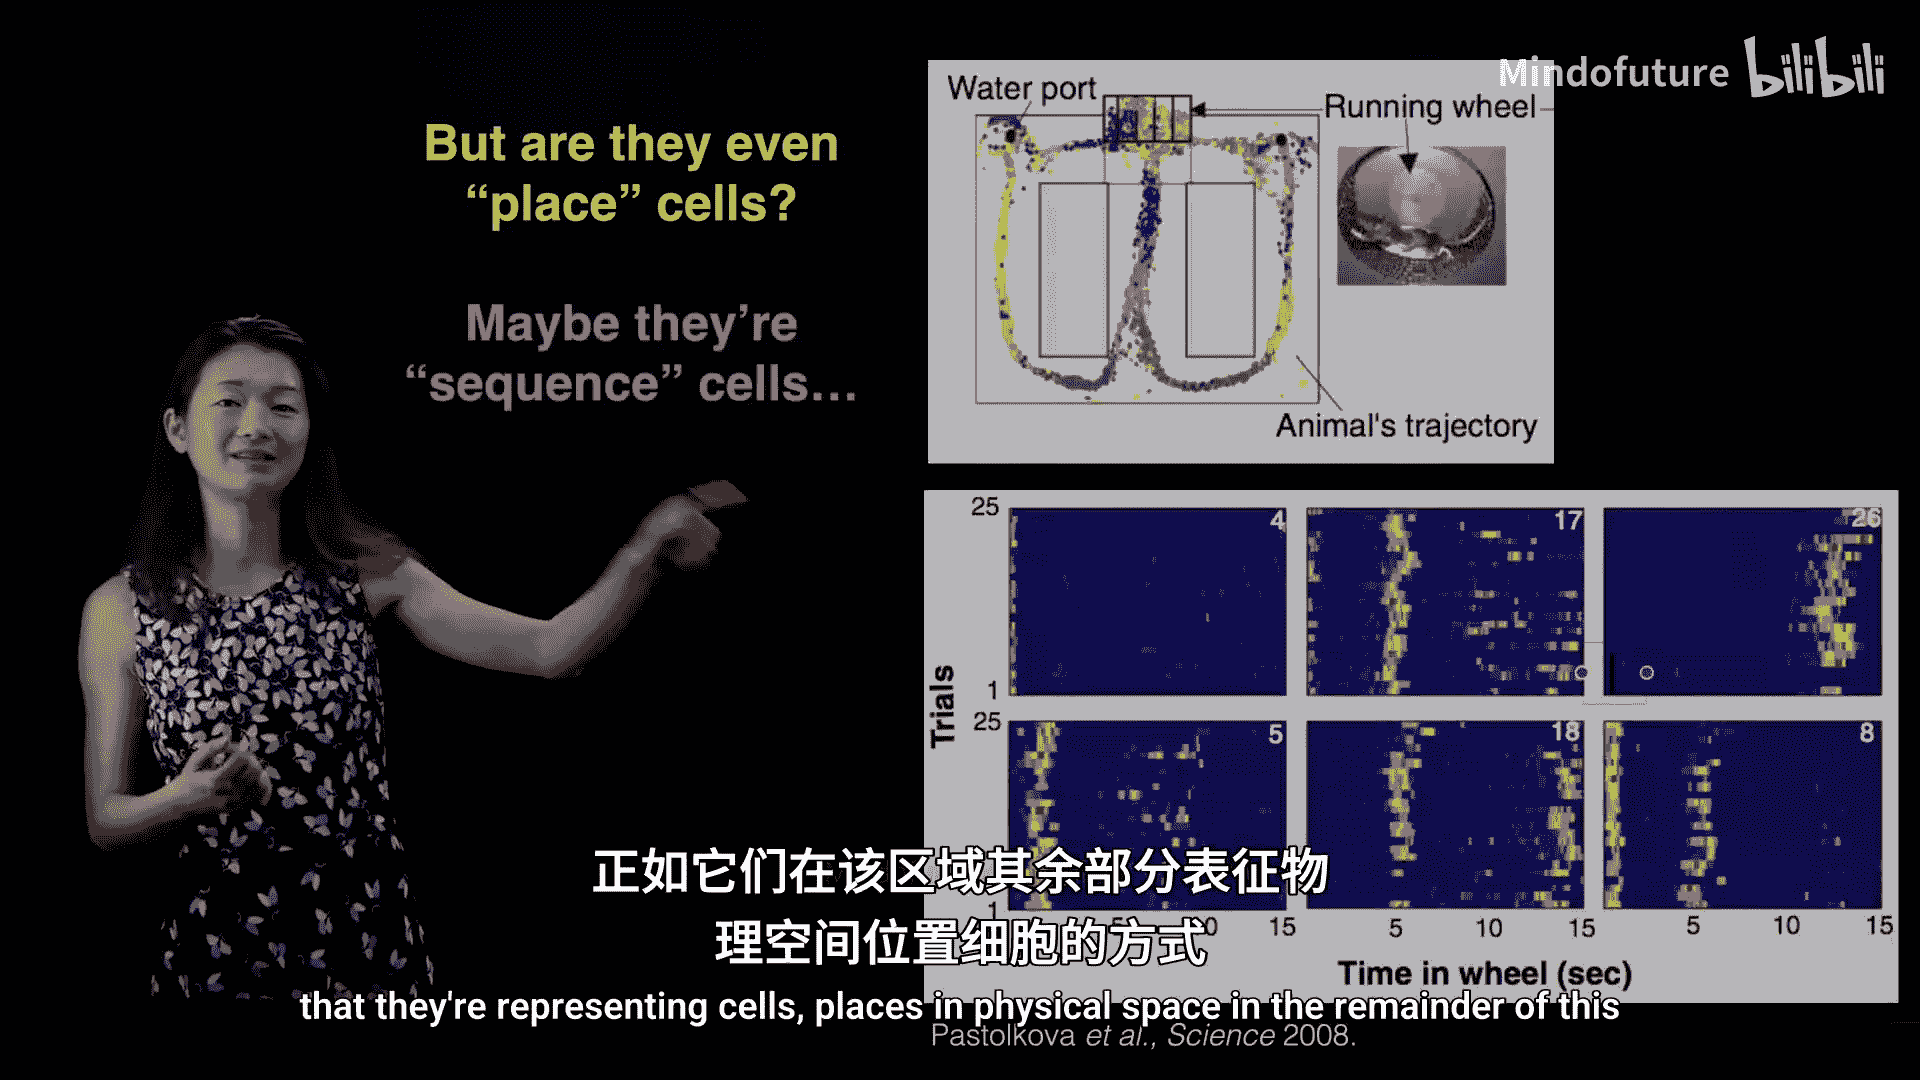 Mindofuture bilibili
But are they even
“place” cells?
Maybe they’re
“sequence” cells…
Water port
Running wheel
Animal's trajectory
25
4
17
26
1
Trials
25
5
18
8
1
15
5
10
15
5
10
15
Time in wheel (sec)
正如它们在该区域其余部分表征物
理空间位置细胞的方式
that they're representing cells, places in physical space in the remainder of this
Pastolkova et al., Science 2008.